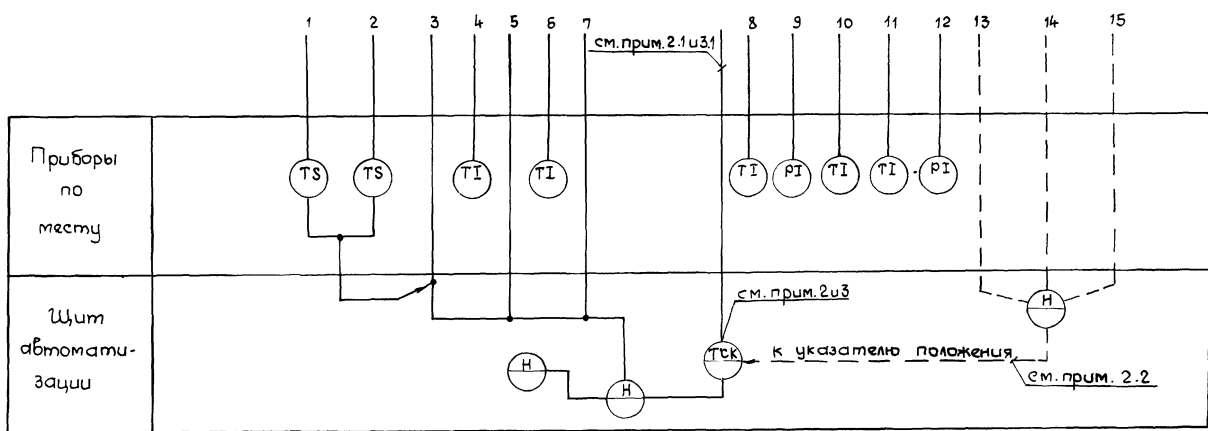 1 2 3 4 5 6 7 8 9 10 11 12 13 14 15
см. прим. 2.1 и 3.1
Приборы
по
месту
TS TS TI TI TI PI TI TI PI
Щит
автомати-
зации
H
см. прим. 2 и 3
TCK
к указателю положения
см. прим. 2.2
H
H